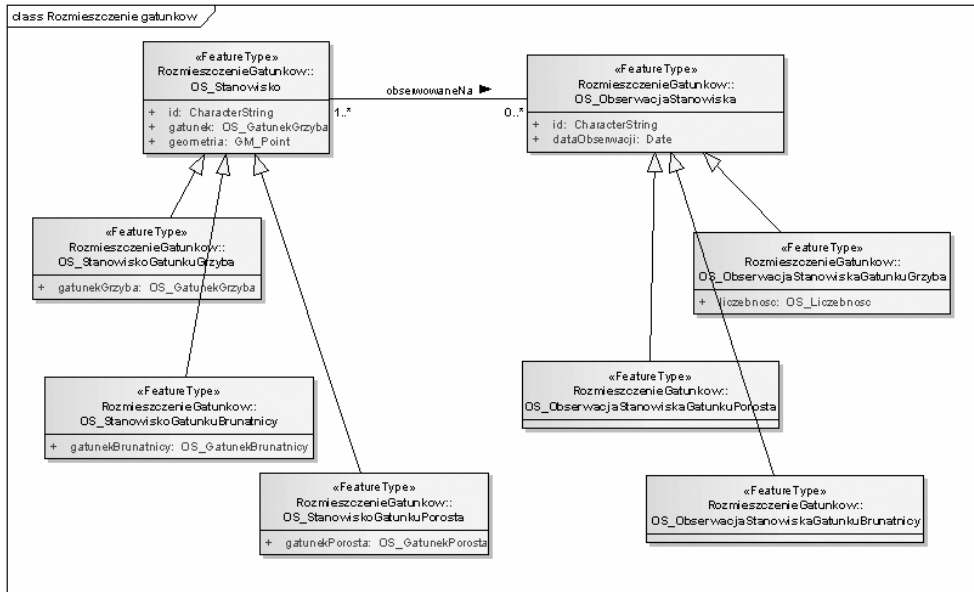 class Rozmieszczenie gatunkow
«FeatureType»
RozmieszczenieGatunkow::
OS_Stanowisko
+ id: CharacterString
+ gatunek: OS_GatunekGrzyba
+ geometria: GM_Point
obserwowaneNa
1..*
0..*
«FeatureType»
RozmieszczenieGatunkow::
OS_ObserwacjaStanowiska
+ id: CharacterString
+ dataObserwacji: Date
«FeatureType»
RozmieszczenieGatunkow::
OS_StanowiskoGatunkuGrzyba
+ gatunekGrzyba: OS_GatunekGrzyba
«FeatureType»
RozmieszczenieGatunkow::
OS_ObserwacjaStanowiskaGatunkuGrzyba
+ liczebnosc: OS_Liczebnosc
«FeatureType»
RozmieszczenieGatunkow::
OS_StanowiskoGatunkuBrunatnicy
+ gatunekBrunatnicy: OS_GatunekBrunatnicy
«FeatureType»
RozmieszczenieGatunkow::
OS_ObserwacjaStanowiskaGatunkuPorosta
«FeatureType»
RozmieszczenieGatunkow::
OS_StanowiskoGatunkuPorosta
+ gatunekPorosta: OS_GatunekPorosta
«FeatureType»
RozmieszczenieGatunkow::
OS_ObserwacjaStanowiskaGatunkuBrunatnicy